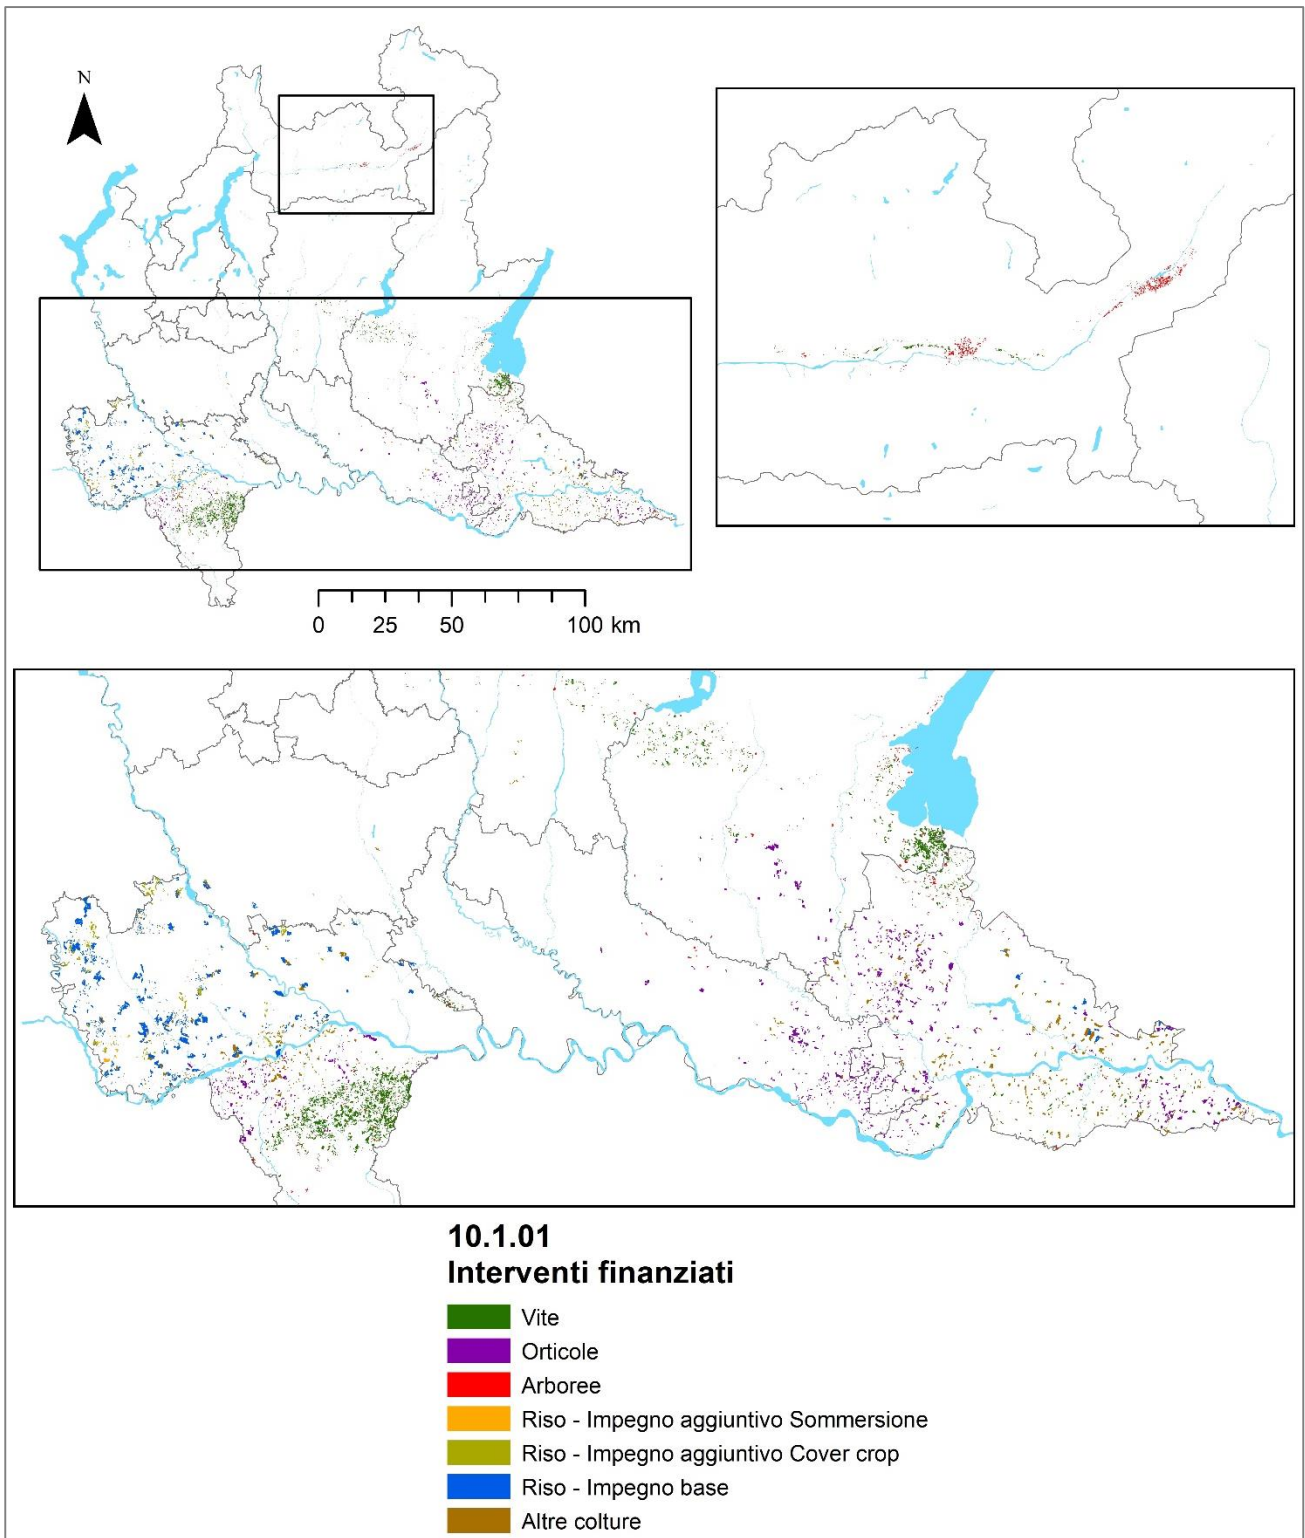 N
0 25 50 100 km
10.1.01
Interventi finanziati
Vite
Orticole
Arboree
Riso - Impegno aggiuntivo Sommersione
Riso - Impegno aggiuntivo Cover crop
Riso - Impegno base
Altre colture